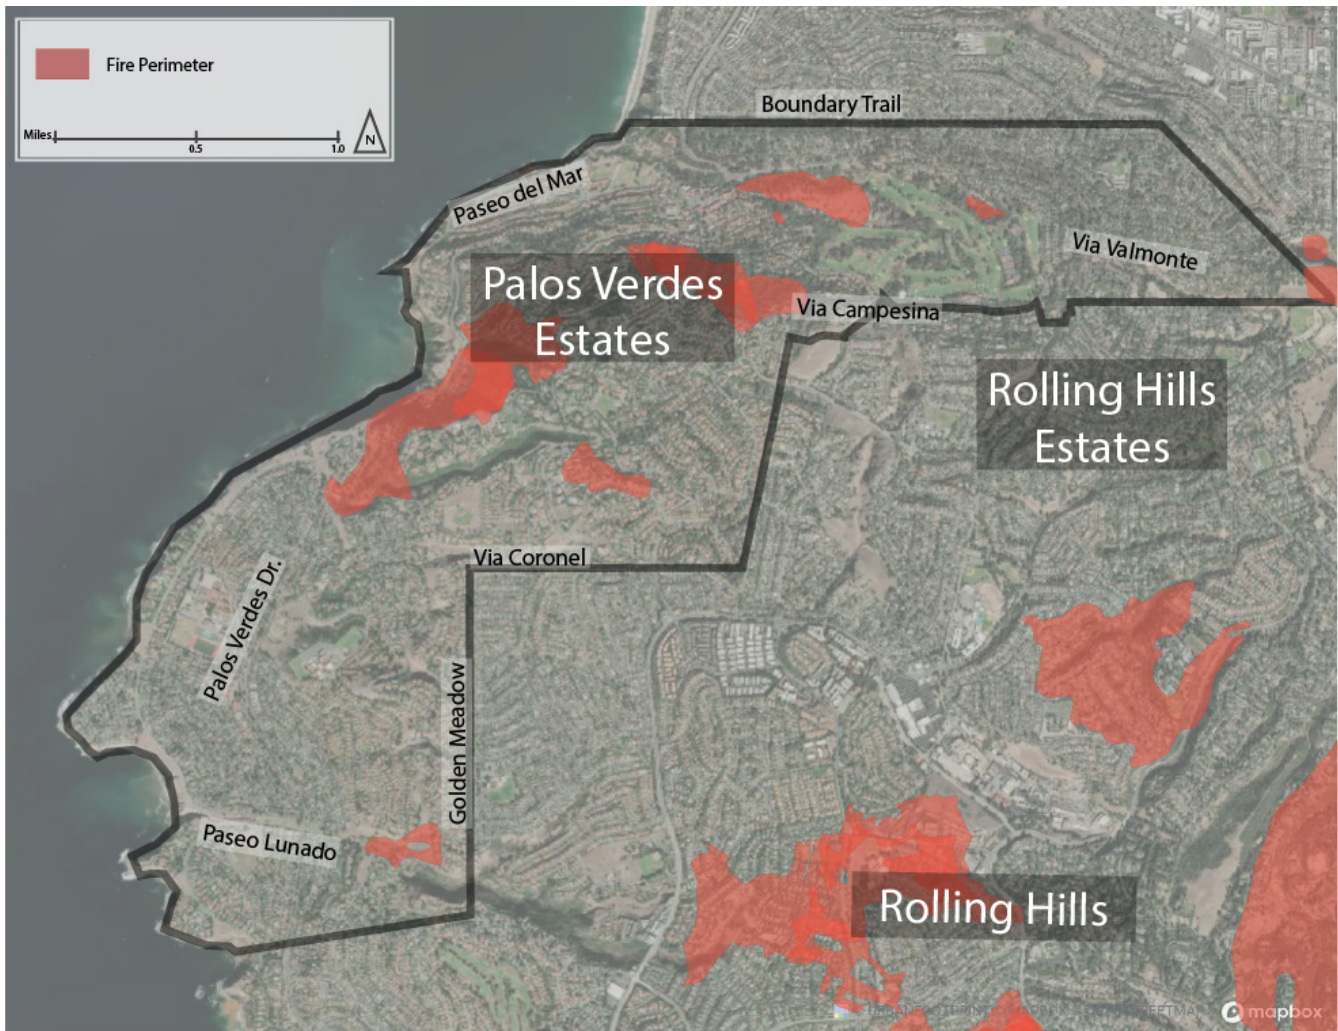 Fire Perimeter
Miles
0.5
1.0
N
Boundary Trail
Paseo del Mar
Via Valmonte
Palos Verdes
Estates
Via Campesina
Rolling Hills
Estates
Via Coronel
Palos Verdes Dr.
Golden Meadow
Paseo Lunado
Rolling Hills
mapbox